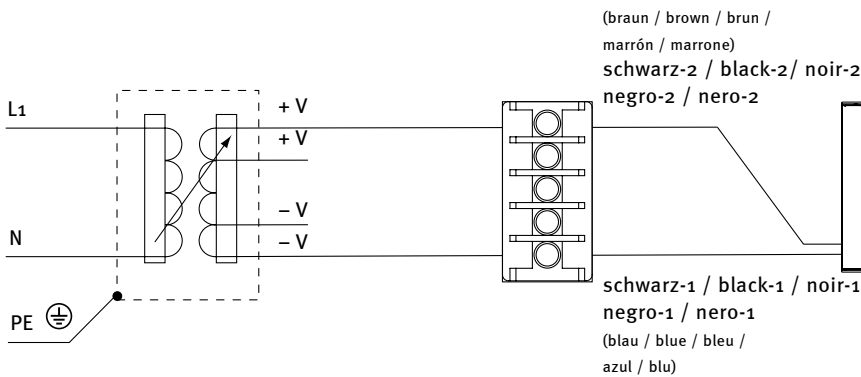 (braun / brown / brun /
marrón / marrone)
schwarz-2 / black-2/ noir-2
negro-2 / nero-2
L1
+ V
+ V
– V
N
– V
PE
schwarz-1 / black-1 / noir-1
negro-1 / nero-1
(blau / blue / bleu /
azul / blu)